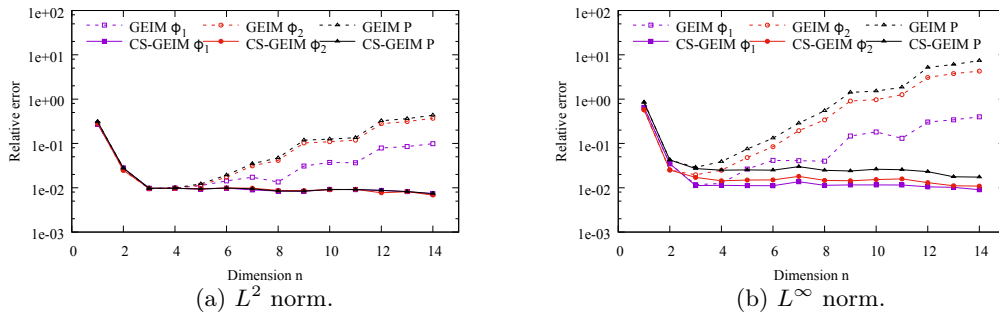 GEIM ϕ1 GEIM ϕ2 GEIM P
CS-GEIM ϕ1 CS-GEIM ϕ2 CS-GEIM P
Relative error
1e+02
1e+01
1e+00
1e-01
1e-02
1e-03
0 2 4 6 8 10 12 14
Dimension n
(a) L² norm.
GEIM ϕ1 GEIM ϕ2 GEIM P
CS-GEIM ϕ1 CS-GEIM ϕ2 CS-GEIM P
Relative error
1e+02
1e+01
1e+00
1e-01
1e-02
1e-03
0 2 4 6 8 10 12 14
Dimension n
(b) L∞ norm.